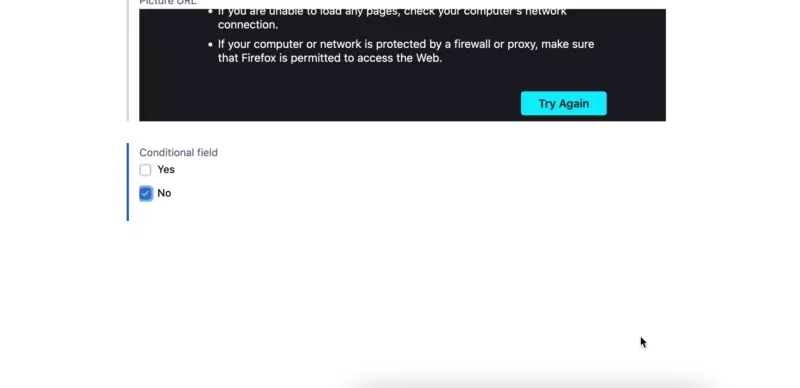 Picture URL
• If you are unable to load any pages, check your computer's network
connection.
• If your computer or network is protected by a firewall or proxy, make sure
that Firefox is permitted to access the Web.
Try Again
Conditional field
Yes
No